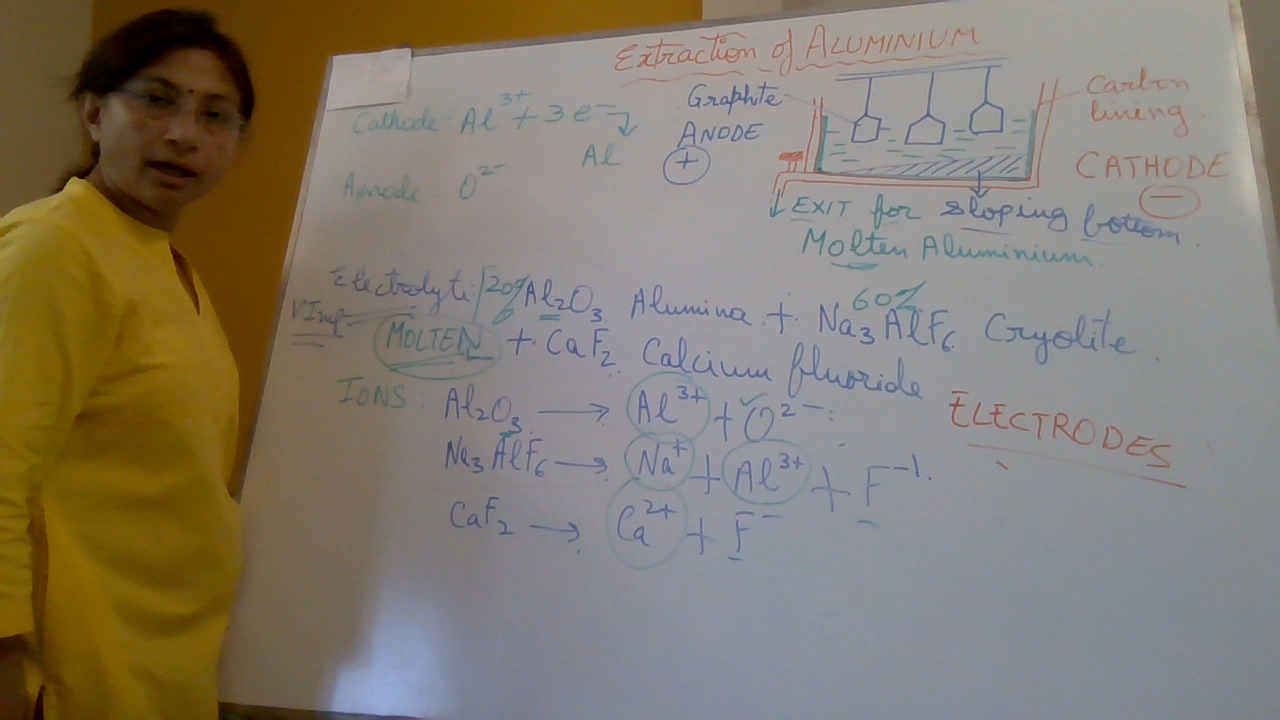 Extraction of ALUMINIUM
Cathode: Al³⁺ + 3e⁻
↓
Al
Anode: O²⁻
Graphite
ANODE
+
Carbon
lining.
CATHODE
−
↓ EXIT for sloping bottom.
Molten Aluminium.
Electrolyte: 20% Al₂O₃ Alumina + 60% Na₃AlF₆ Cryolite.
V Imp
MOLTEN + CaF₂ Calcium fluoride
IONS: Al₂O₃ → Al³⁺ + O²⁻
Na₃AlF₆ → Na⁺ + Al³⁺ + F⁻¹.
CaF₂ → Ca²⁺ + F⁻
ELECTRODES